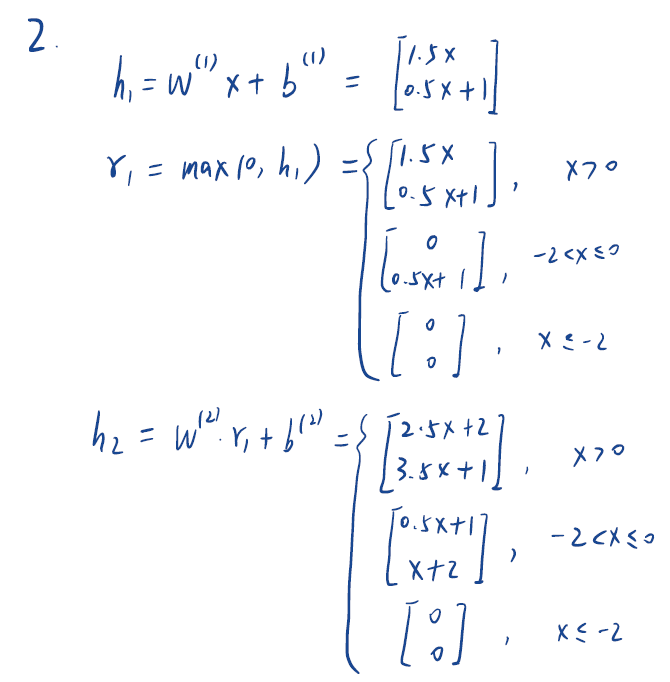 2.
h₁ = w⁽¹⁾ x + b⁽¹⁾ = [1.5x
0.5x+1]
r₁ = max(0, h₁) = { [1.5x
0.5x+1], x>0
[0
0.5x+1], -2<x≤0
[0
0], x≤-2
h₂ = w⁽²⁾·r₁ + b⁽²⁾ = { [2.5x+2
3.5x+1], x>0
[0.5x+1
x+2], -2<x≤0
[0
0], x≤-2